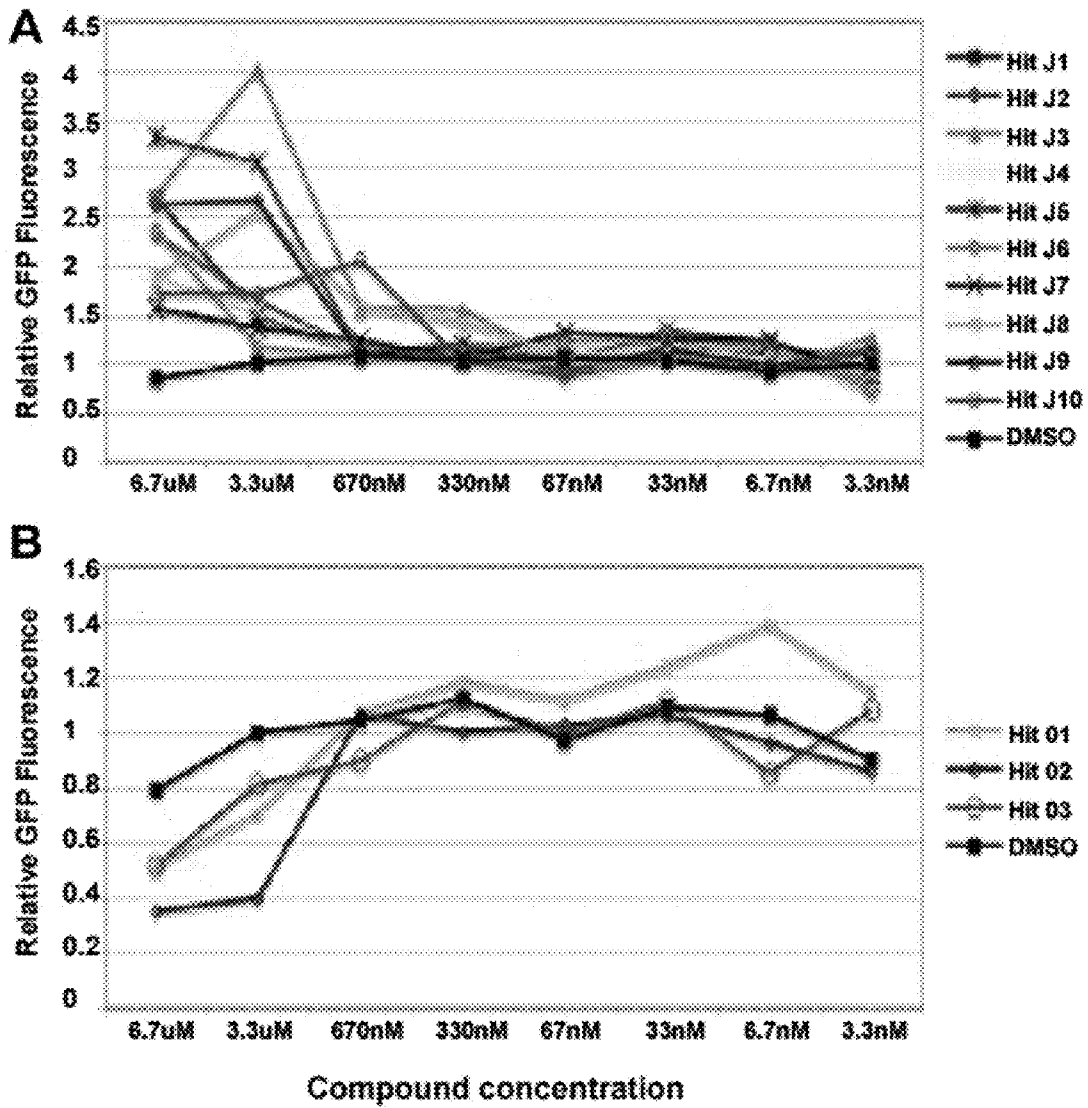 A
Relative GFP Fluorescence
4.5
4
3.5
3
2.5
2
1.5
1
0.5
0
6.7uM 3.3uM 670nM 330nM 67nM 33nM 6.7nM 3.3nM
Hit J1
Hit J2
Hit J3
Hit J4
Hit J5
Hit J6
Hit J7
Hit J8
Hit J9
Hit J10
DMSO
B
Relative GFP Fluorescence
1.6
1.4
1.2
1
0.8
0.6
0.4
0.2
0
6.7uM 3.3uM 670nM 330nM 67nM 33nM 6.7nM 3.3nM
Hit 01
Hit 02
Hit 03
DMSO
Compound concentration